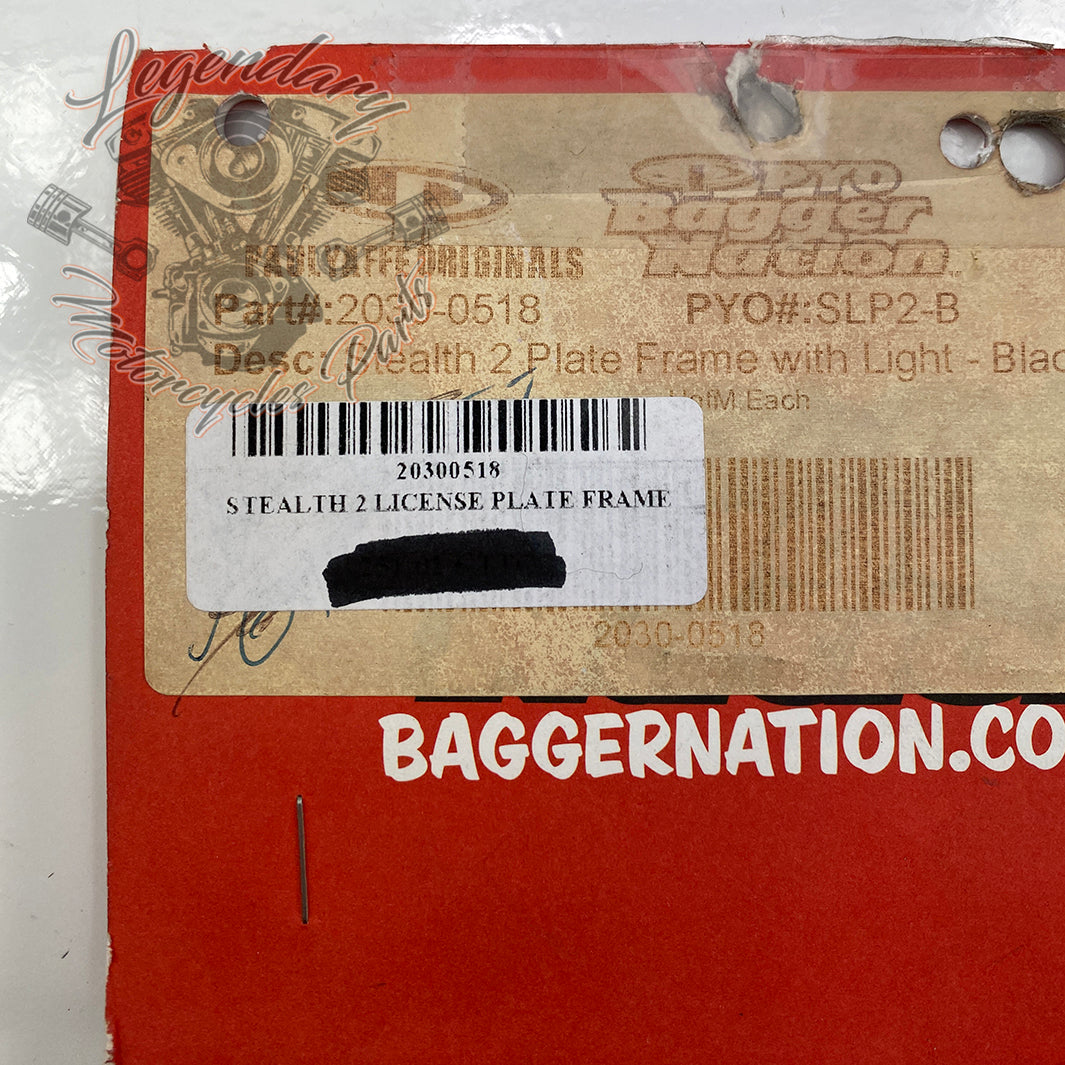 Legendary
Motorcycles Parts
PAUL YAFFE ORIGINALS
PYO
Bagger
Nation
Part#:2030-0518
PYO#:SLP2-B
Desc: Stealth 2 Plate Frame with Light - Blac
Each
20300518
STEALTH 2 LICENSE PLATE FRAME
2030-0518
BAGGERNATION.CO